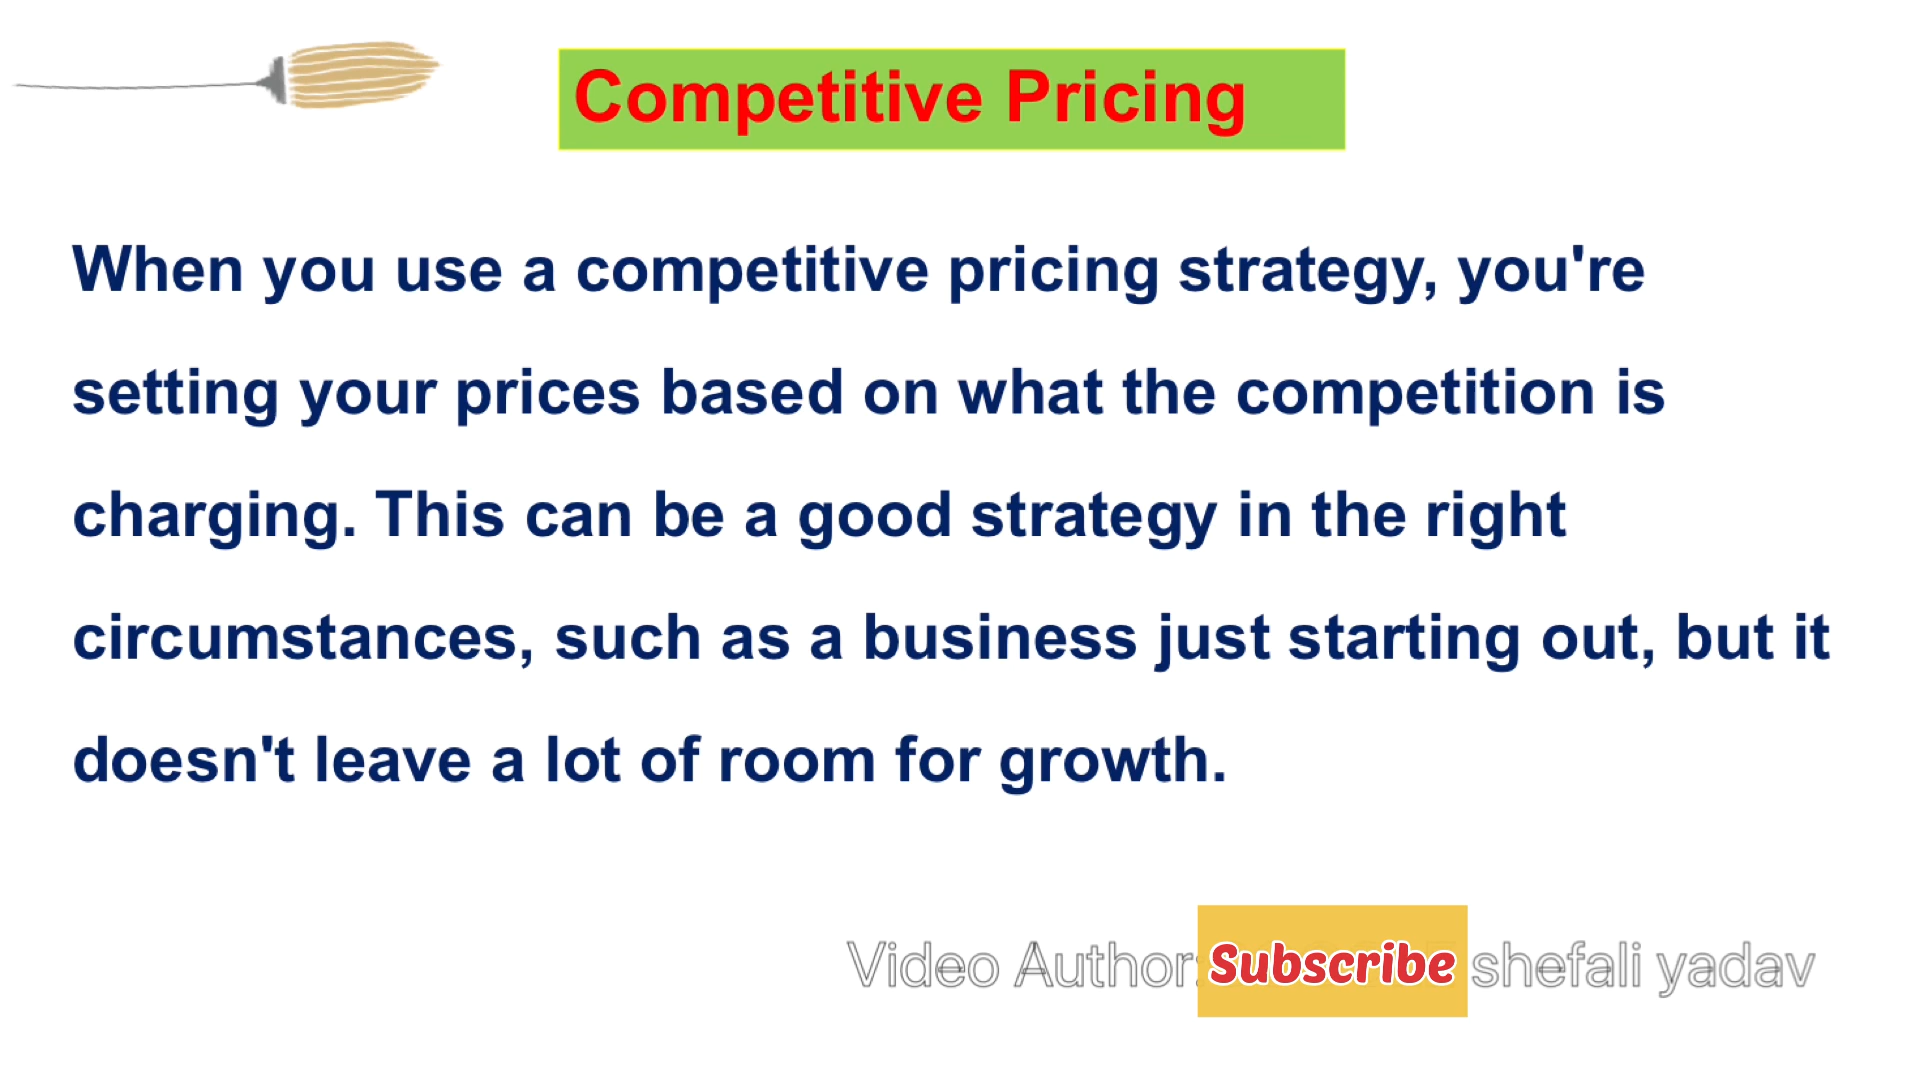 Competitive Pricing
When you use a competitive pricing strategy, you're
setting your prices based on what the competition is
charging. This can be a good strategy in the right
circumstances, such as a business just starting out, but it
doesn't leave a lot of room for growth.
Video Author: Subscribe shefali yadav